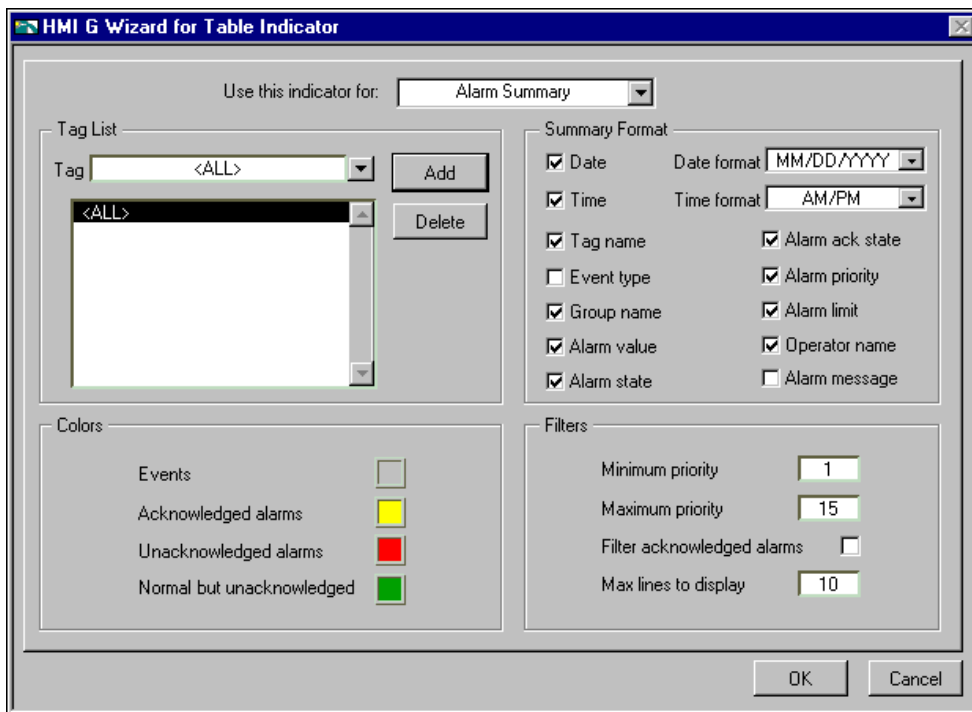 HMI G Wizard for Table Indicator
Use this indicator for: Alarm Summary
Tag List
Tag <ALL>
Add
<ALL>
Delete
Summary Format
Date Date format MM/DD/YYYY
Time Time format AM/PM
Tag name Alarm ack state
Event type Alarm priority
Group name Alarm limit
Alarm value Operator name
Alarm state Alarm message
Colors
Events
Acknowledged alarms
Unacknowledged alarms
Normal but unacknowledged
Filters
Minimum priority 1
Maximum priority 15
Filter acknowledged alarms
Max lines to display 10
OK Cancel